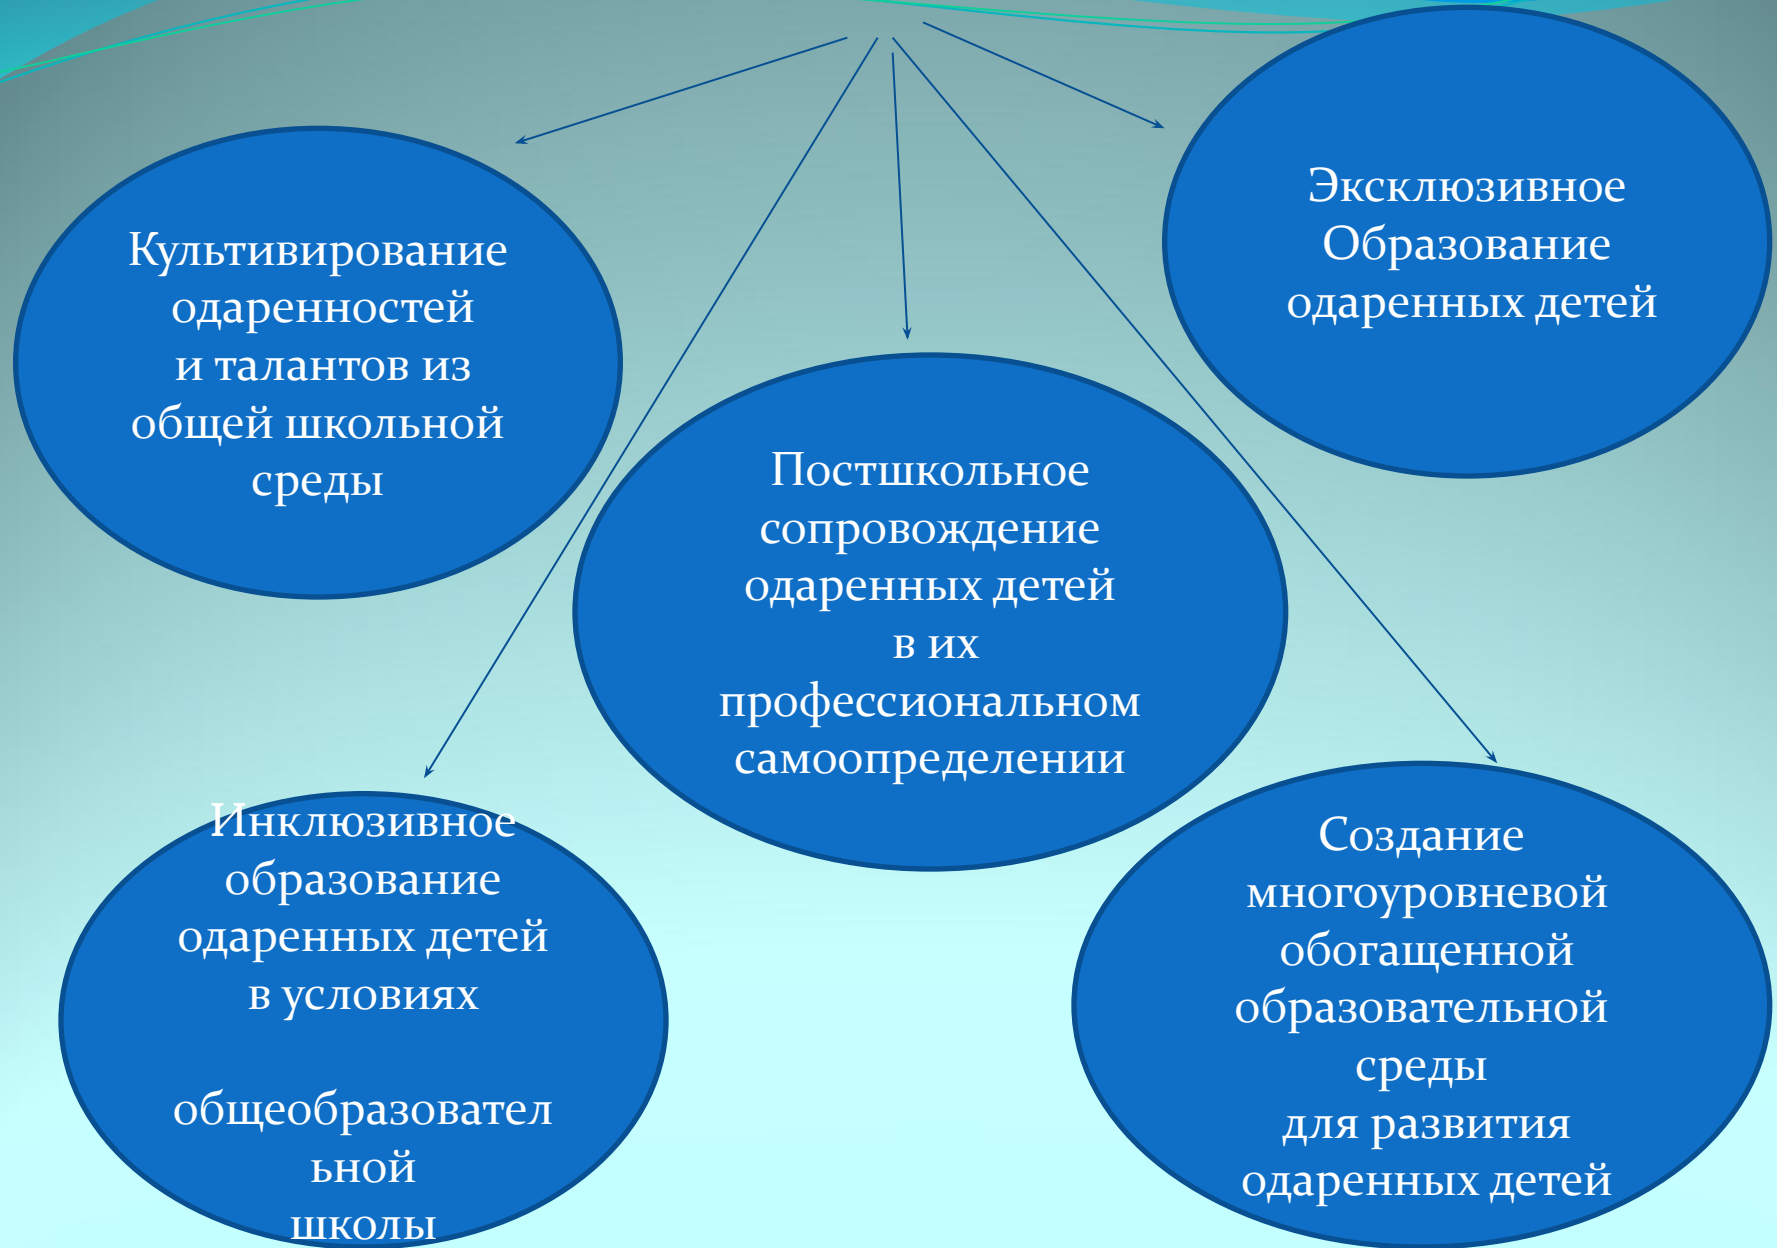 Культивирование
одаренностей
и талантов из
общей школьной
среды
Эксклюзивное
Образование
одаренных детей
Постшкольное
сопровождение
одаренных детей
в их
профессиональном
самоопределении
Инклюзивное
образование
одаренных детей
в условиях
общеобразовател
ьной
школы
Создание
многоуровневой
обогащенной
образовательной
среды
для развития
одаренных детей